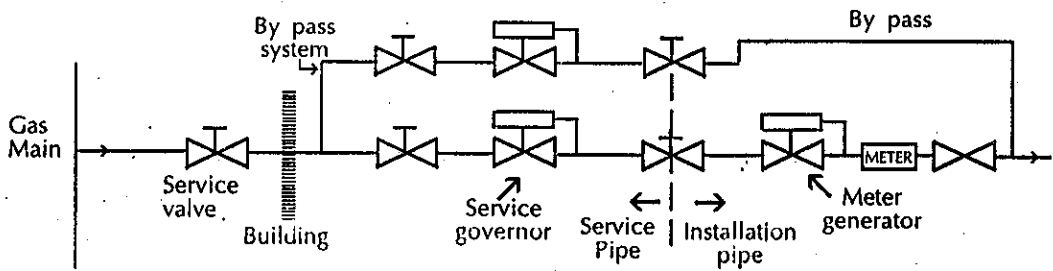 By pass
system
By pass
Gas
Main
METER
Service
valve
Building
Service
governor
Service
Pipe
Installation
pipe
Meter
generator